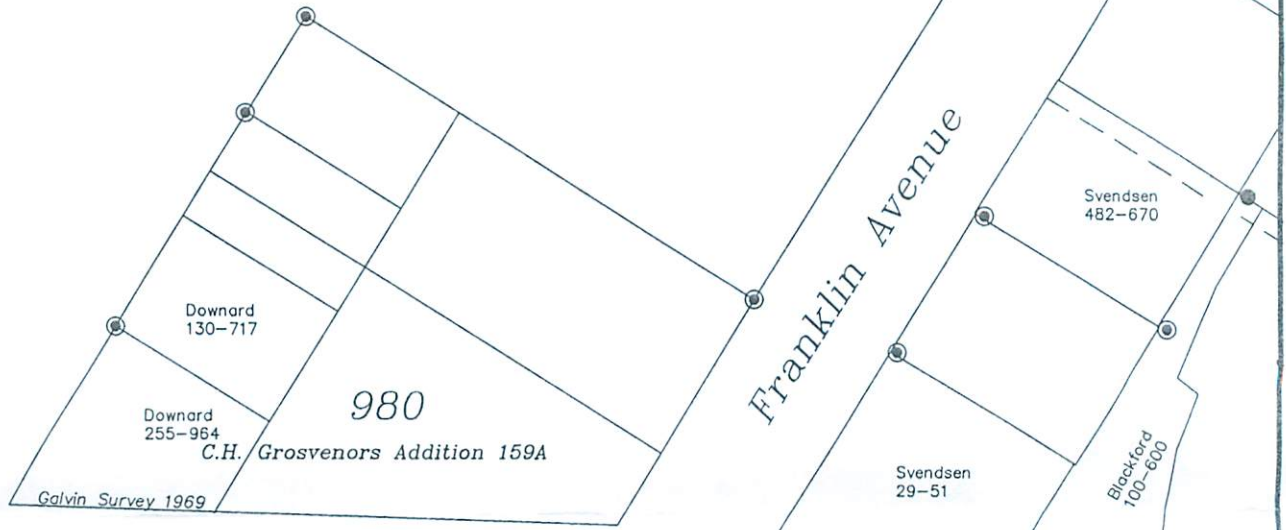 Franklin Avenue
Svendsen
482-670
Downard
130-717
980
Downard
255-964
C.H. Grosvenors Addition 159A
Svendsen
29-51
Blackford
100-600
Galvin Survey 1969